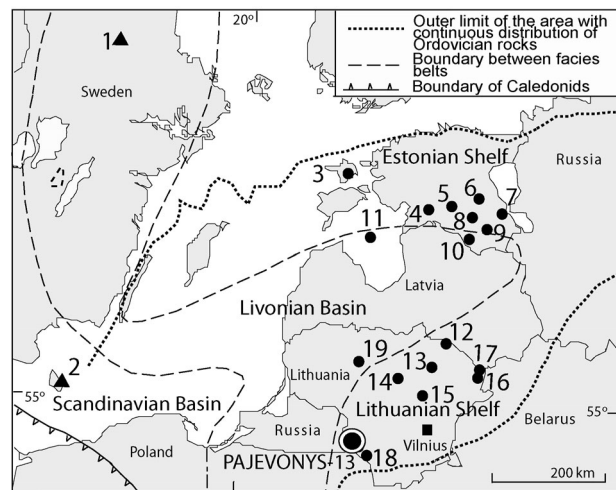 20º
Outer limit of the area with
continuous distribution of
Ordovician rocks
Boundary between facies
belts
Boundary of Caledonids
1
Sweden
Estonian Shelf
Russia
3
5
6
7
4
8
9
11
10
Latvia
Livonian Basin
12
19
13
17
2
14
16
Lithuania
15
55º
Lithuanian Shelf
Scandinavian Basin
55º
Belarus
Russia
Vilnius
Poland
PAJEVONYS-13
18
200 km